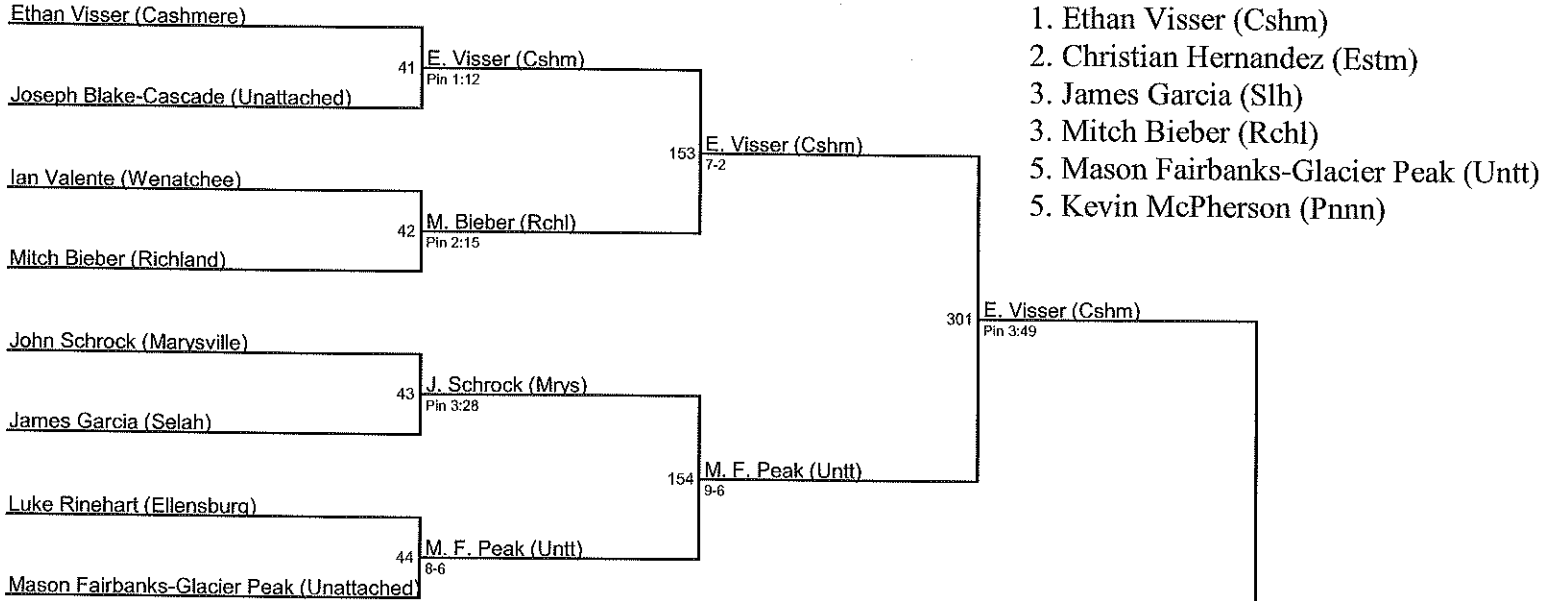 Ethan Visser (Cashmere)
41 E. Visser (Cshm)
Pin 1:12
Joseph Blake-Cascade (Unattached)
153 E. Visser (Cshm)
7-2
Ian Valente (Wenatchee)
42 M. Bieber (Rchl)
Pin 2:15
Mitch Bieber (Richland)
301 E. Visser (Cshm)
Pin 3:49
John Schrock (Marysville)
43 J. Schrock (Mrys)
Pin 3:28
James Garcia (Selah)
154 M. F. Peak (Untt)
9-6
Luke Rinehart (Ellensburg)
44 M. F. Peak (Untt)
8-6
Mason Fairbanks-Glacier Peak (Unattached)
1. Ethan Visser (Cshm)
2. Christian Hernandez (Estm)
3. James Garcia (Slh)
3. Mitch Bieber (Rchl)
5. Mason Fairbanks-Glacier Peak (Untt)
5. Kevin McPherson (Pnnn)